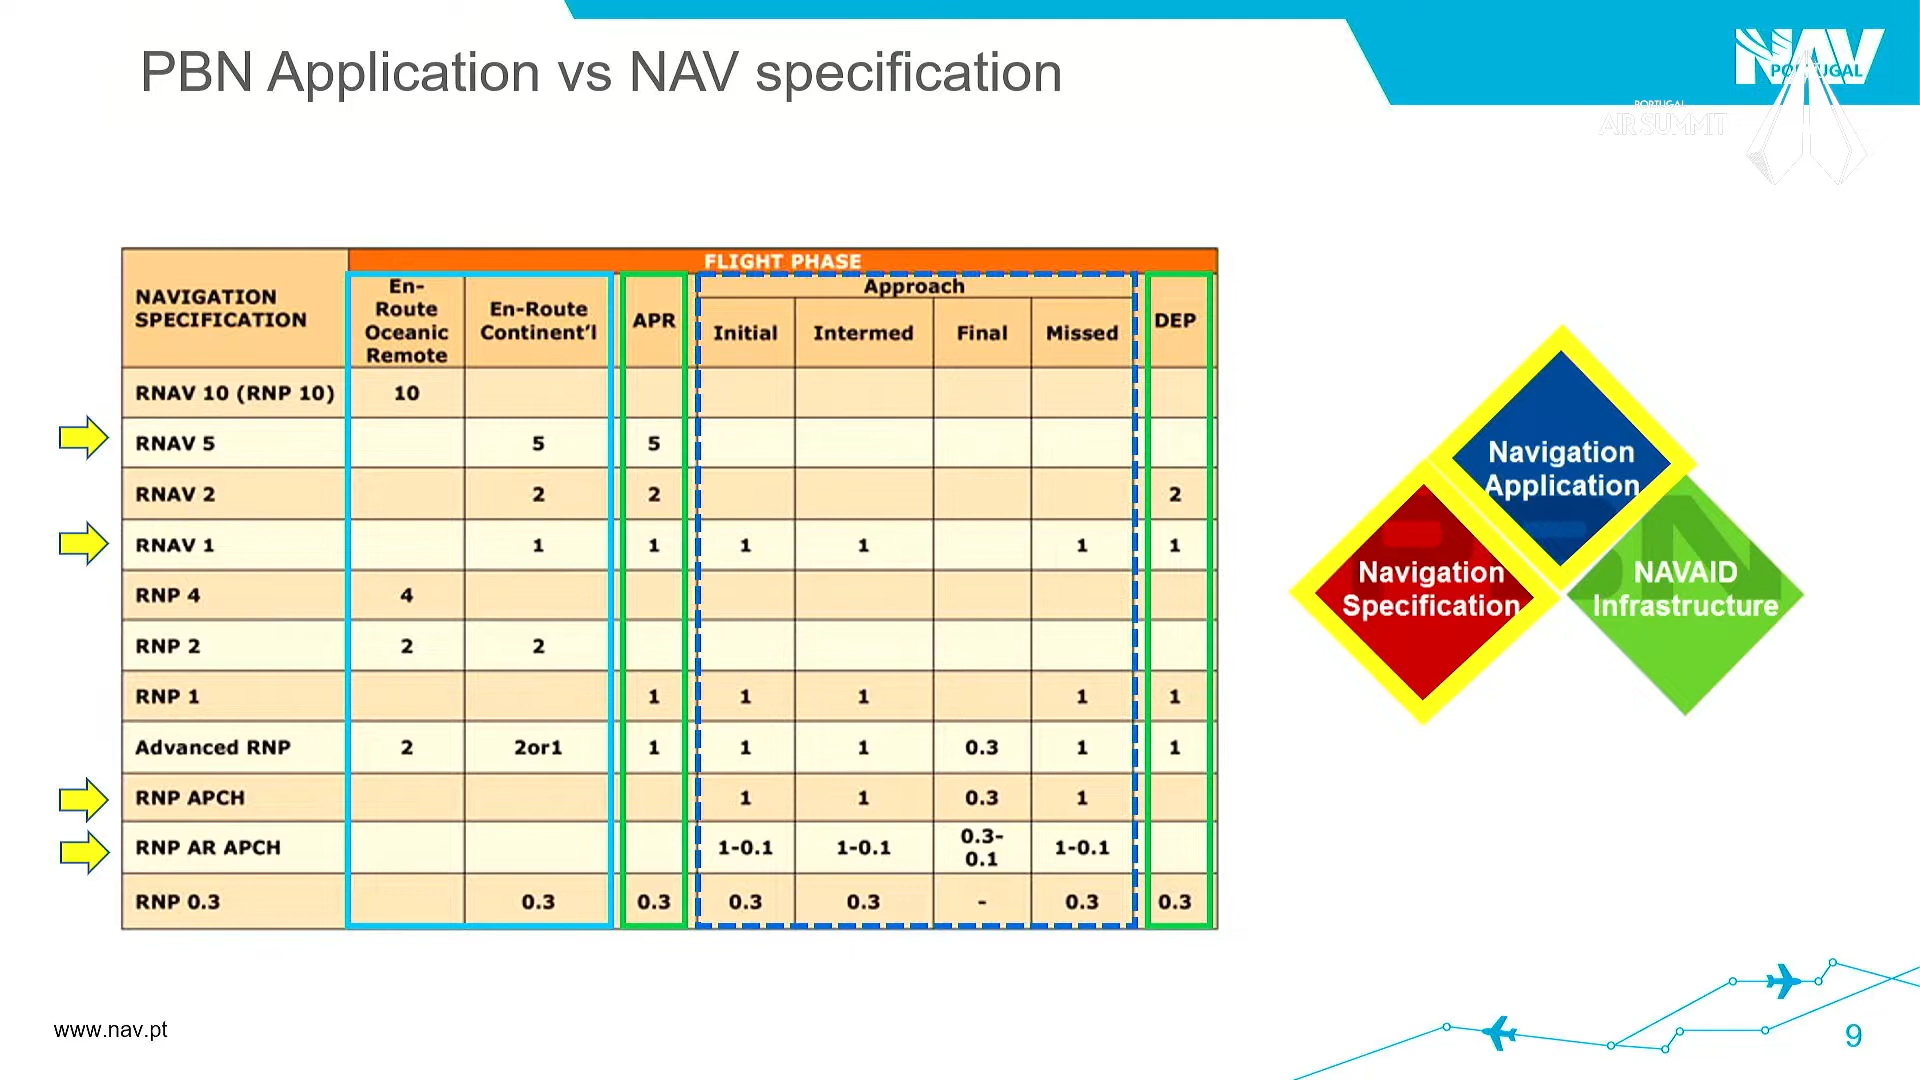 PBN Application vs NAV specification
NAV
PORTUGAL
PORTUGAL
AIR SUMMIT
FLIGHT PHASE
NAVIGATION
SPECIFICATION
En-
Route
Oceanic
Remote
En-Route
Continent'l
APR
Approach
Initial Intermed Final Missed
DEP
RNAV 10 (RNP 10) 10
RNAV 5 5 5
RNAV 2 2 2 2
RNAV 1 1 1 1 1 1 1
RNP 4 4
RNP 2 2 2
RNP 1 1 1 1 1 1
Advanced RNP 2 2or1 1 1 1 0.3 1 1
RNP APCH 1 1 0.3 1
RNP AR APCH 1-0.1 1-0.1 0.3-
0.1 1-0.1
RNP 0.3 0.3 0.3 0.3 0.3 - 0.3 0.3
Navigation
Application
Navigation
Specification
NAVAID
Infrastructure
PBN
www.nav.pt
9